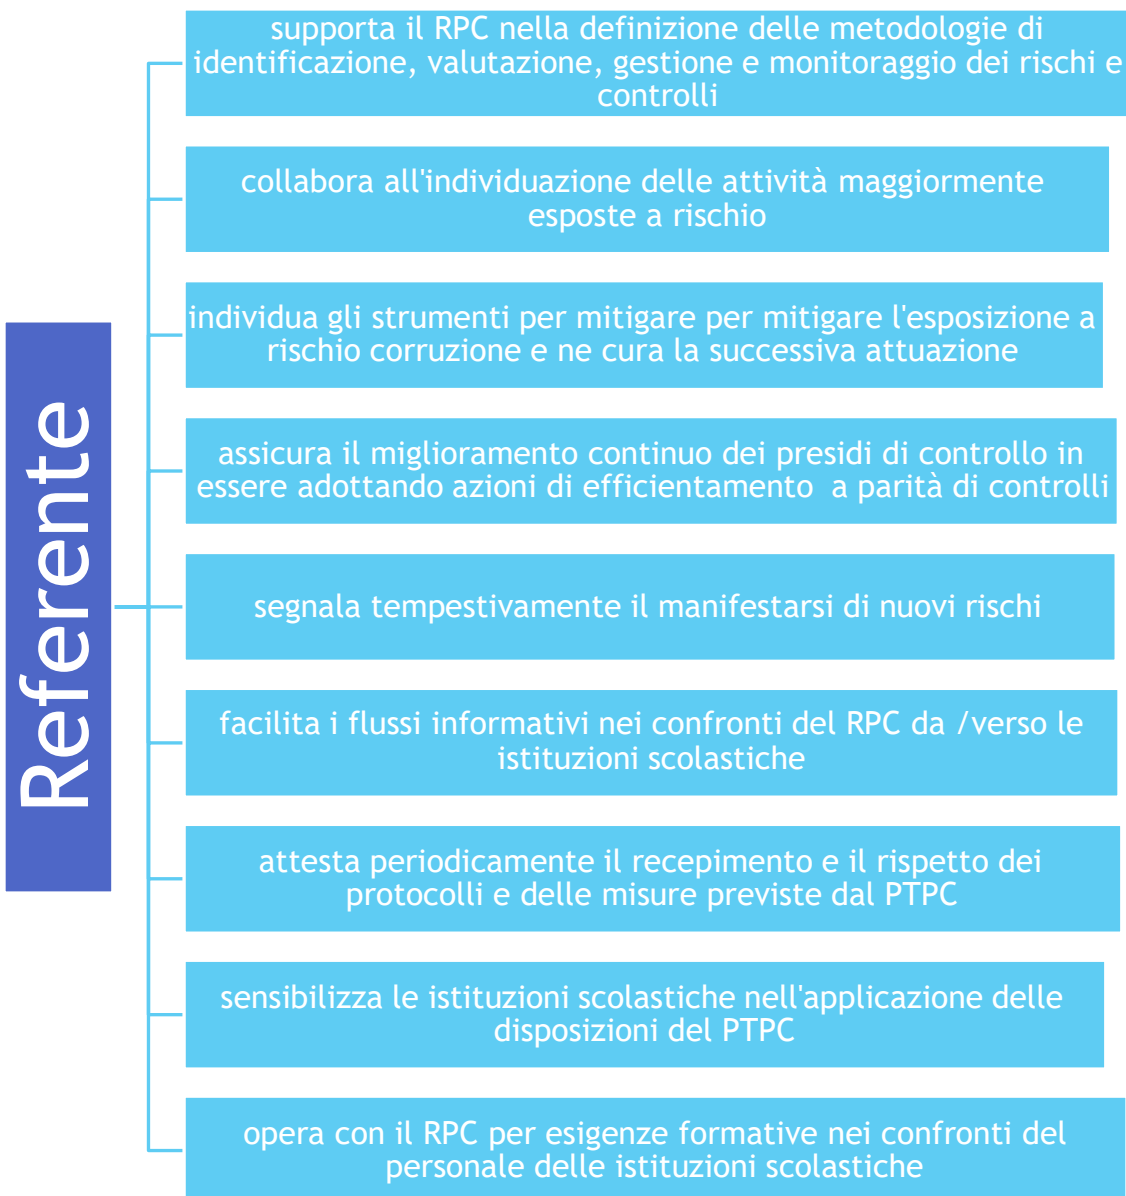 Referente
supporta il RPC nella definizione delle metodologie di
identificazione, valutazione, gestione e monitoraggio dei rischi e
controlli
collabora all'individuazione delle attività maggiormente
esposte a rischio
individua gli strumenti per mitigare per mitigare l'esposizione a
rischio corruzione e ne cura la successiva attuazione
assicura il miglioramento continuo dei presidi di controllo in
essere adottando azioni di efficientamento  a parità di controlli
segnala tempestivamente il manifestarsi di nuovi rischi
facilita i flussi informativi nei confronti del RPC da /verso le
istituzioni scolastiche
attesta periodicamente il recepimento e il rispetto dei
protocolli e delle misure previste dal PTPC
sensibilizza le istituzioni scolastiche nell'applicazione delle
disposizioni del PTPC
opera con il RPC per esigenze formative nei confronti del
personale delle istituzioni scolastiche